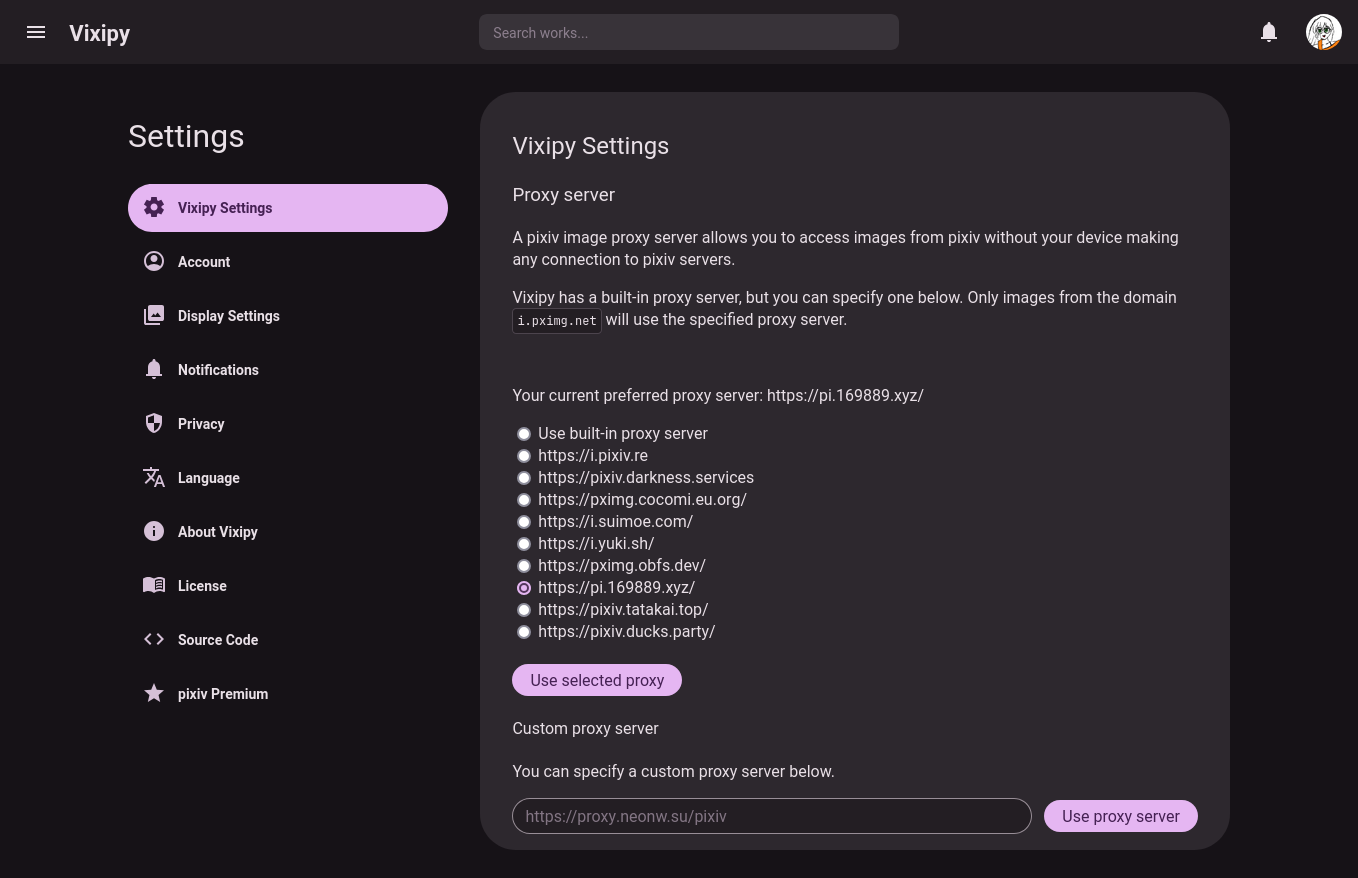 Vixipy
Search works...
Settings
Vixipy Settings
Account
Display Settings
Notifications
Privacy
Language
About Vixipy
License
Source Code
pixiv Premium
Vixipy Settings
Proxy server
A pixiv image proxy server allows you to access images from pixiv without your device making
any connection to pixiv servers.
Vixipy has a built-in proxy server, but you can specify one below. Only images from the domain
i.pximg.net will use the specified proxy server.
Your current preferred proxy server: https://pi.169889.xyz/
Use built-in proxy server
https://i.pixiv.re
https://pixiv.darkness.services
https://pximg.cocomi.eu.org/
https://i.suimoe.com/
https://i.yuki.sh/
https://pximg.obfs.dev/
https://pi.169889.xyz/
https://pixiv.tatakai.top/
https://pixiv.ducks.party/
Use selected proxy
Custom proxy server
You can specify a custom proxy server below.
https://proxy.neonw.su/pixiv
Use proxy server